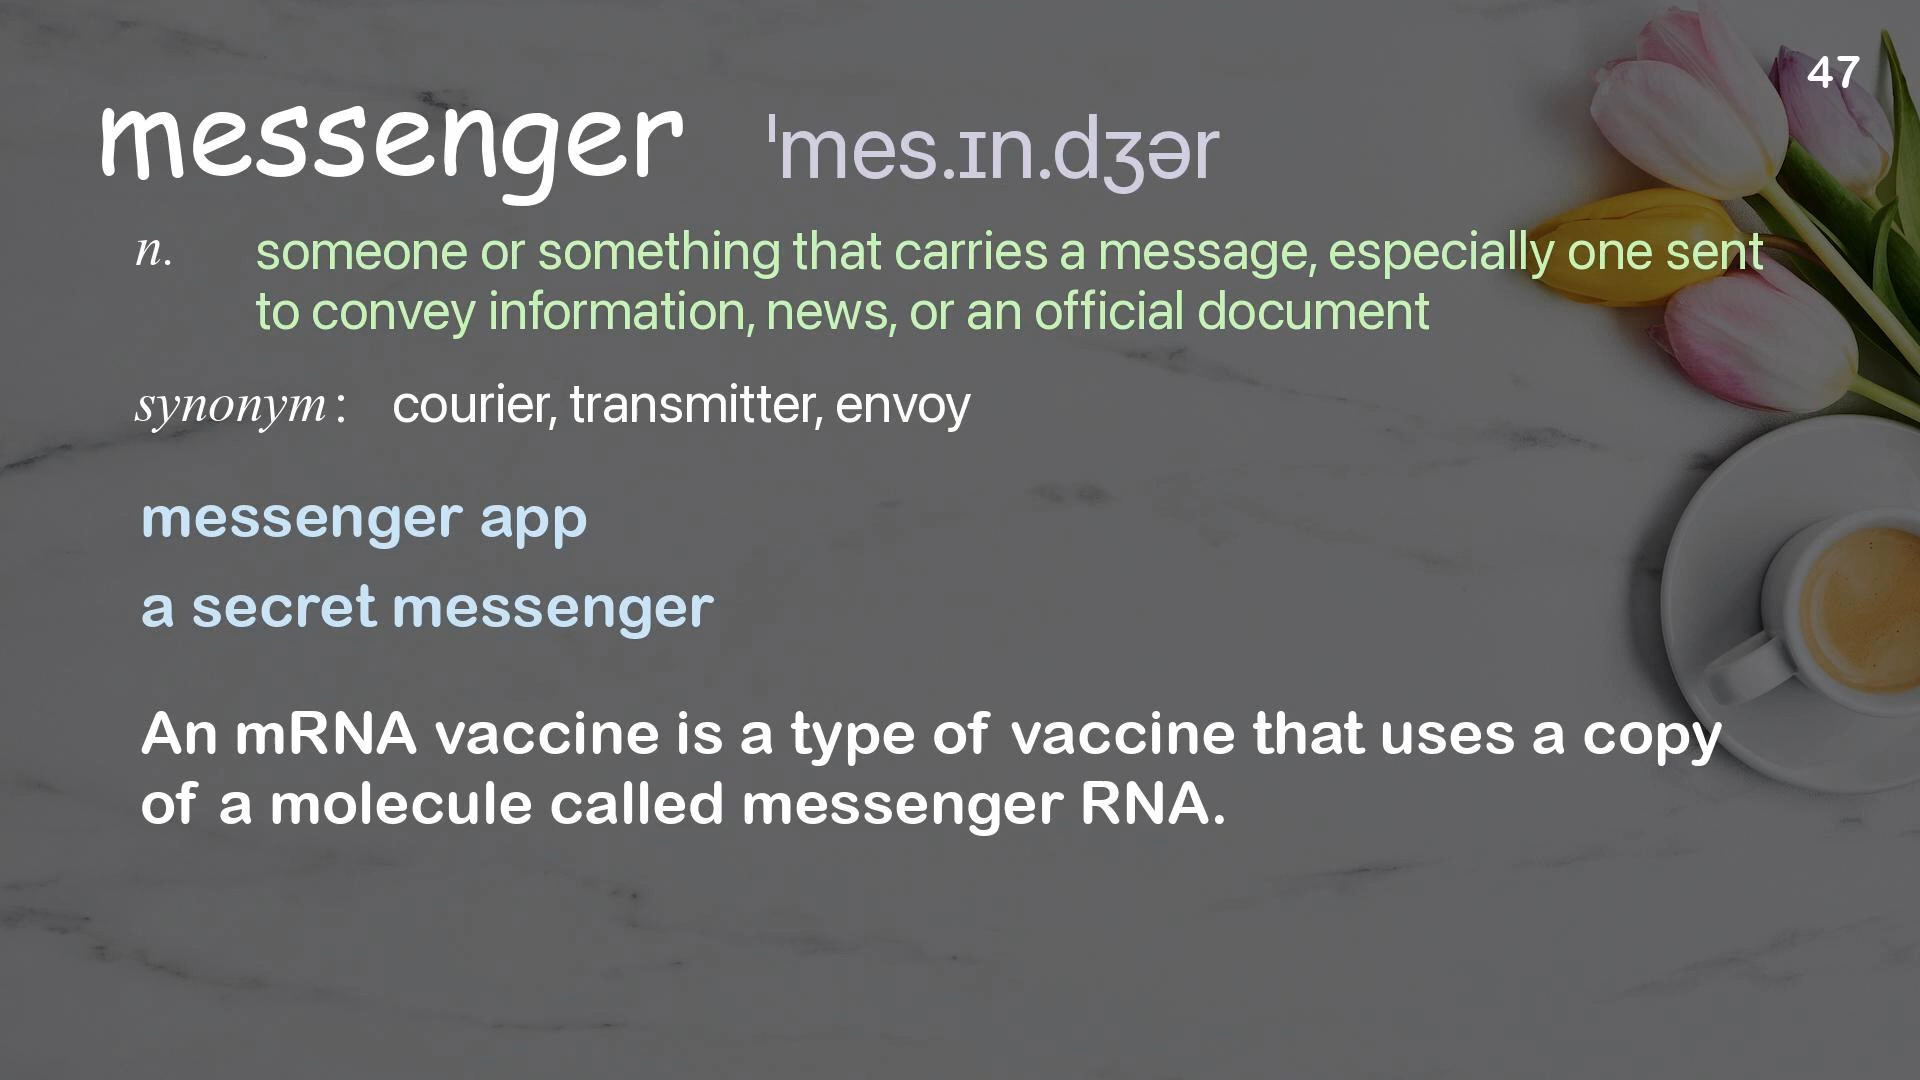 47
messenger ˈmes.ɪn.dʒər
n. someone or something that carries a message, especially one sent
to convey information, news, or an official document
synonym: courier, transmitter, envoy
messenger app
a secret messenger
An mRNA vaccine is a type of vaccine that uses a copy
of a molecule called messenger RNA.